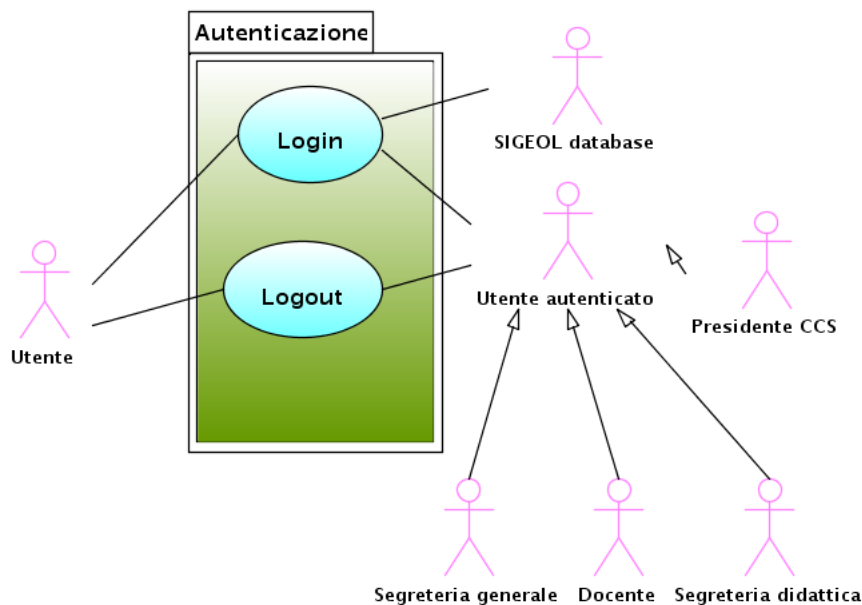 Autenticazione
Login
SIGEOL database
Logout
Utente autenticato
Presidente CCS
Utente
Segreteria generale
Docente
Segreteria didattica